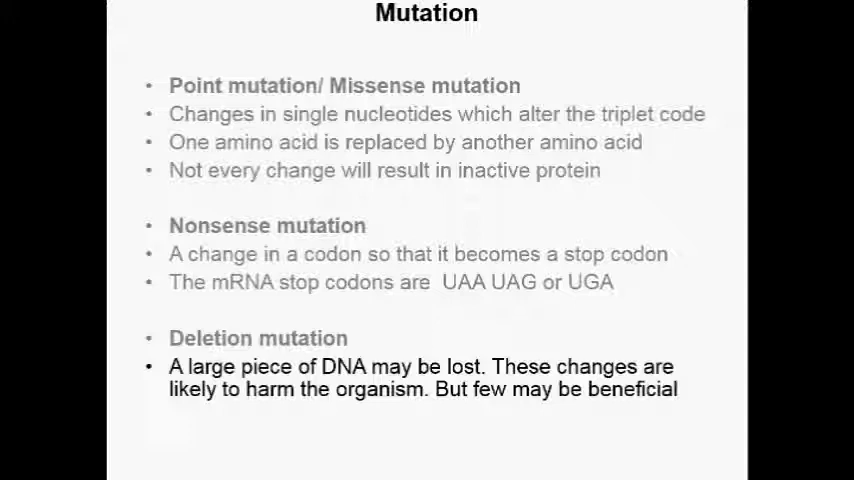 Mutation
• Point mutation/ Missense mutation
• Changes in single nucleotides which alter the triplet code
• One amino acid is replaced by another amino acid
• Not every change will result in inactive protein
• Nonsense mutation
• A change in a codon so that it becomes a stop codon
• The mRNA stop codons are UAA UAG or UGA
• Deletion mutation
• A large piece of DNA may be lost. These changes are
likely to harm the organism. But few may be beneficial